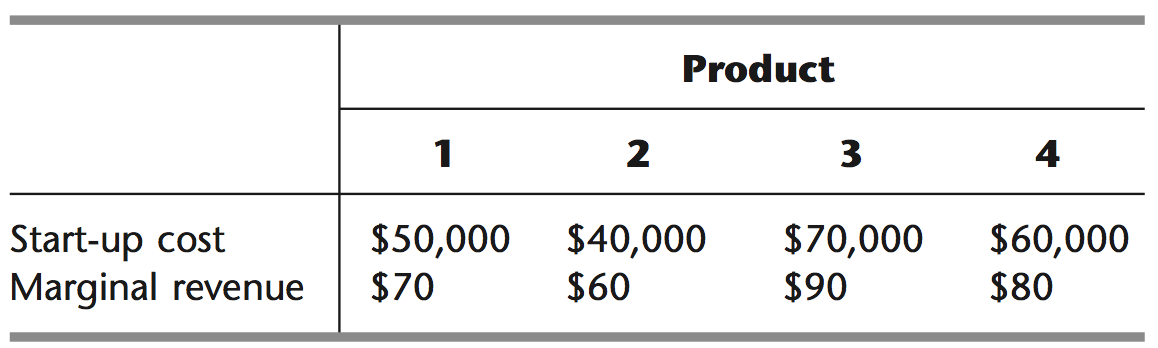 Product
1 2 3 4
Start-up cost $50,000 $40,000 $70,000 $60,000
Marginal revenue $70 $60 $90 $80